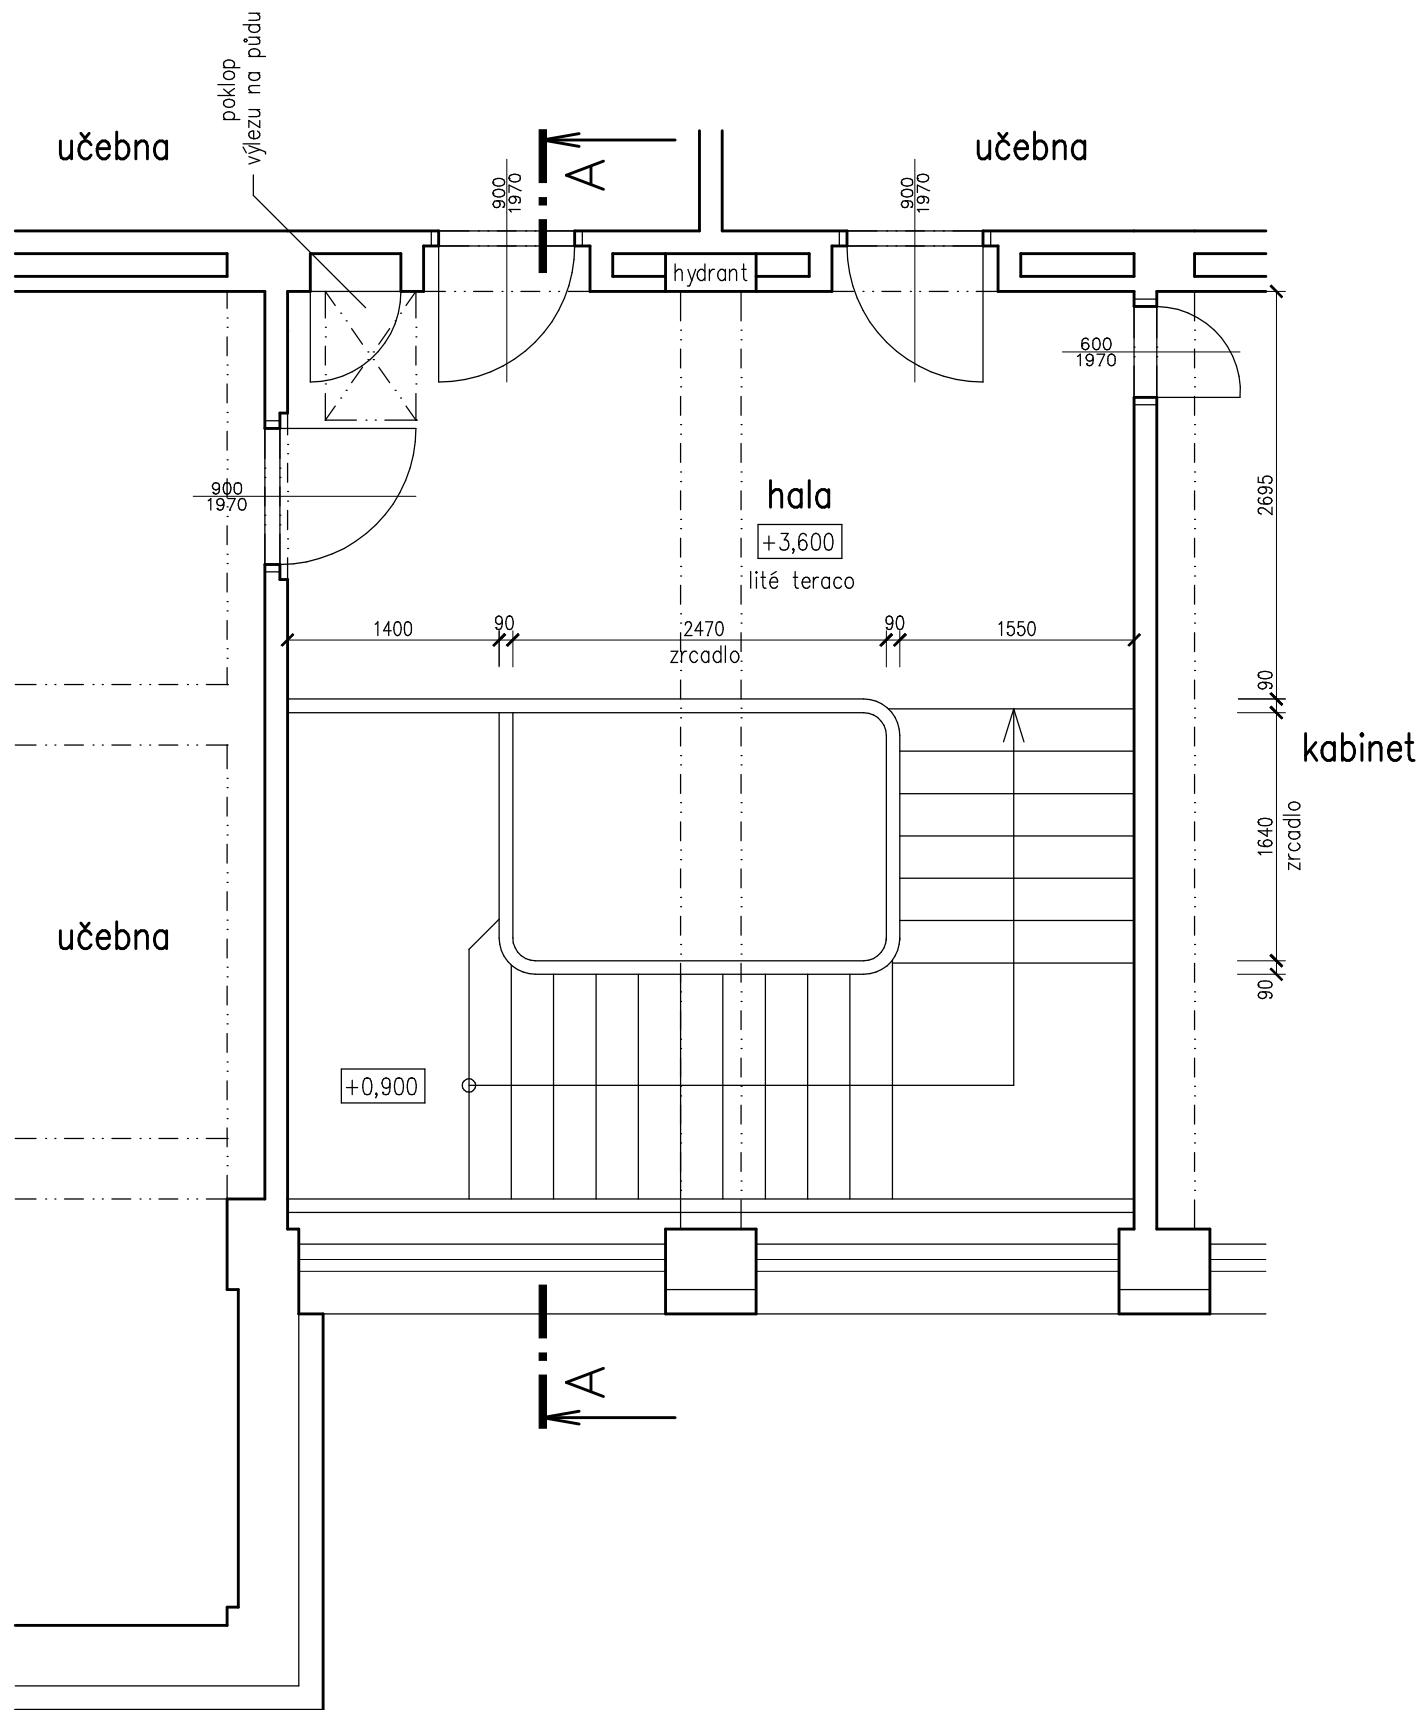 poklop
výlezu na půdu
učebna
A
900
1970
900
1970
učebna
hydrant
600
1970
900
1970
hala
+3,600
lité teraco
2695
1400
90
2470
90
1550
zrcadlo
90
kabinet
1640
zrcadlo
učebna
90
+0,900
A